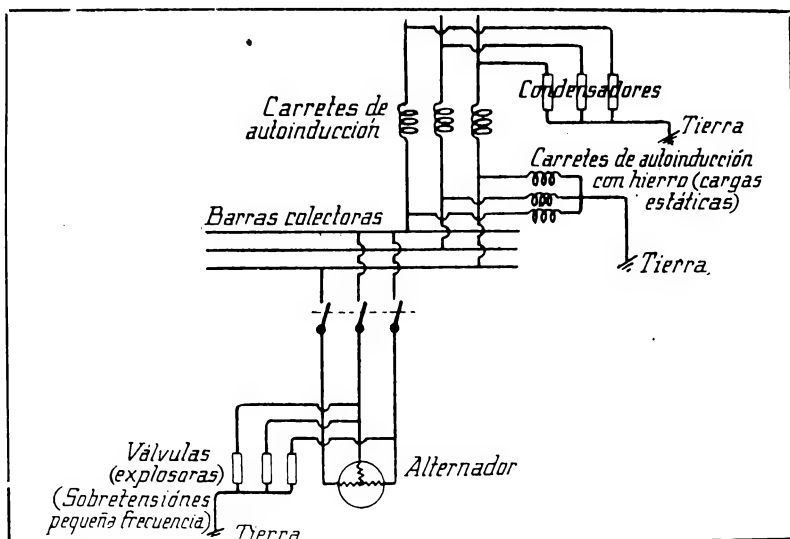 Condensadores
Carretes de
autoinducción
Tierra
Carretes de autoinducción
con hierro (cargas
estáticas)
Barras colectoras
Tierra,
Válvulas
(explosoras)
Alternador
(Sobretensiónes
pequeña frecuencia)
Tierra